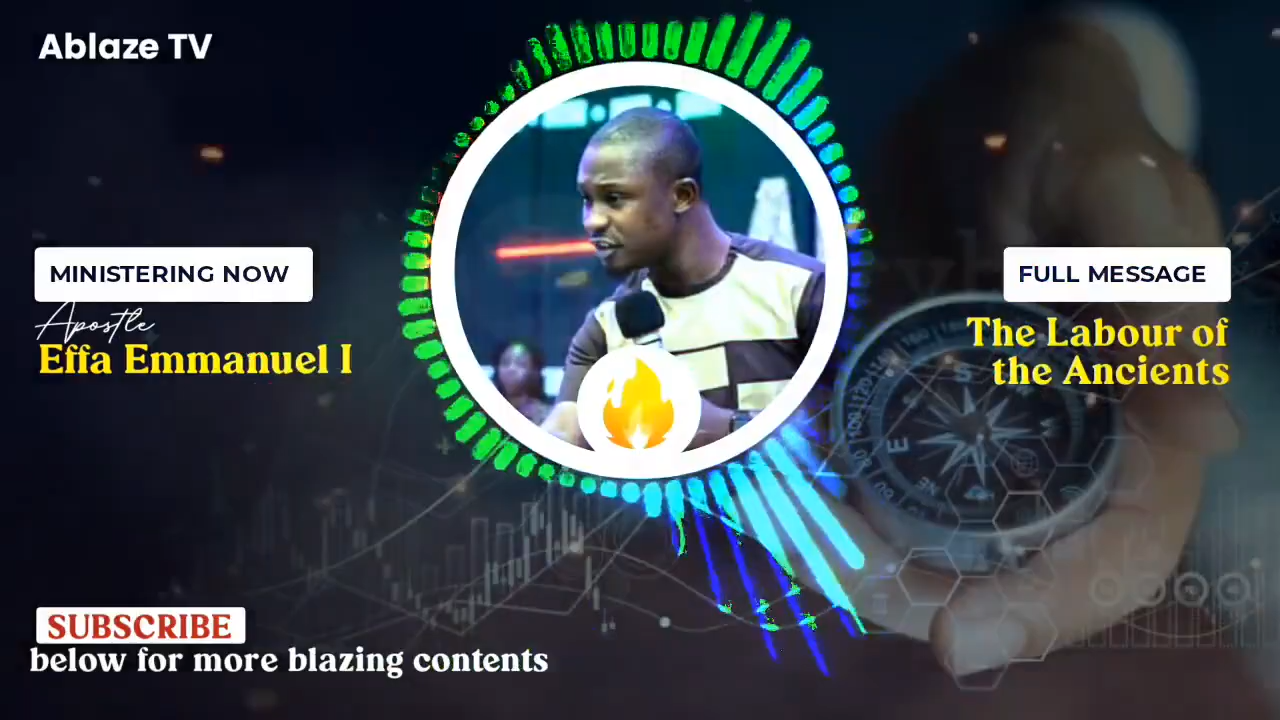 Ablaze TV
MINISTERING NOW
Apostle
Effa Emmanuel I
FULL MESSAGE
The Labour of
the Ancients
SUBSCRIBE
below for more blazing contents
S
E
NE